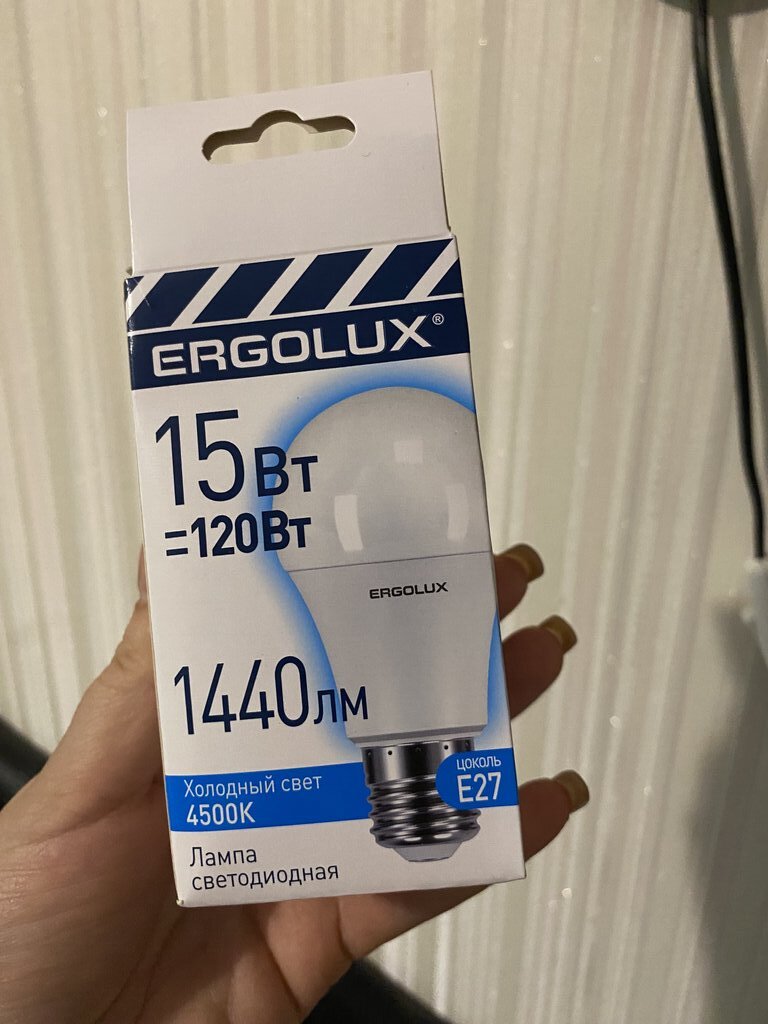 ERGOLUX®
15Вт
=120Вт
ERGOLUX
1440лм
Холодный свет
4500K
цоколь
E27
Лампа
светодиодная